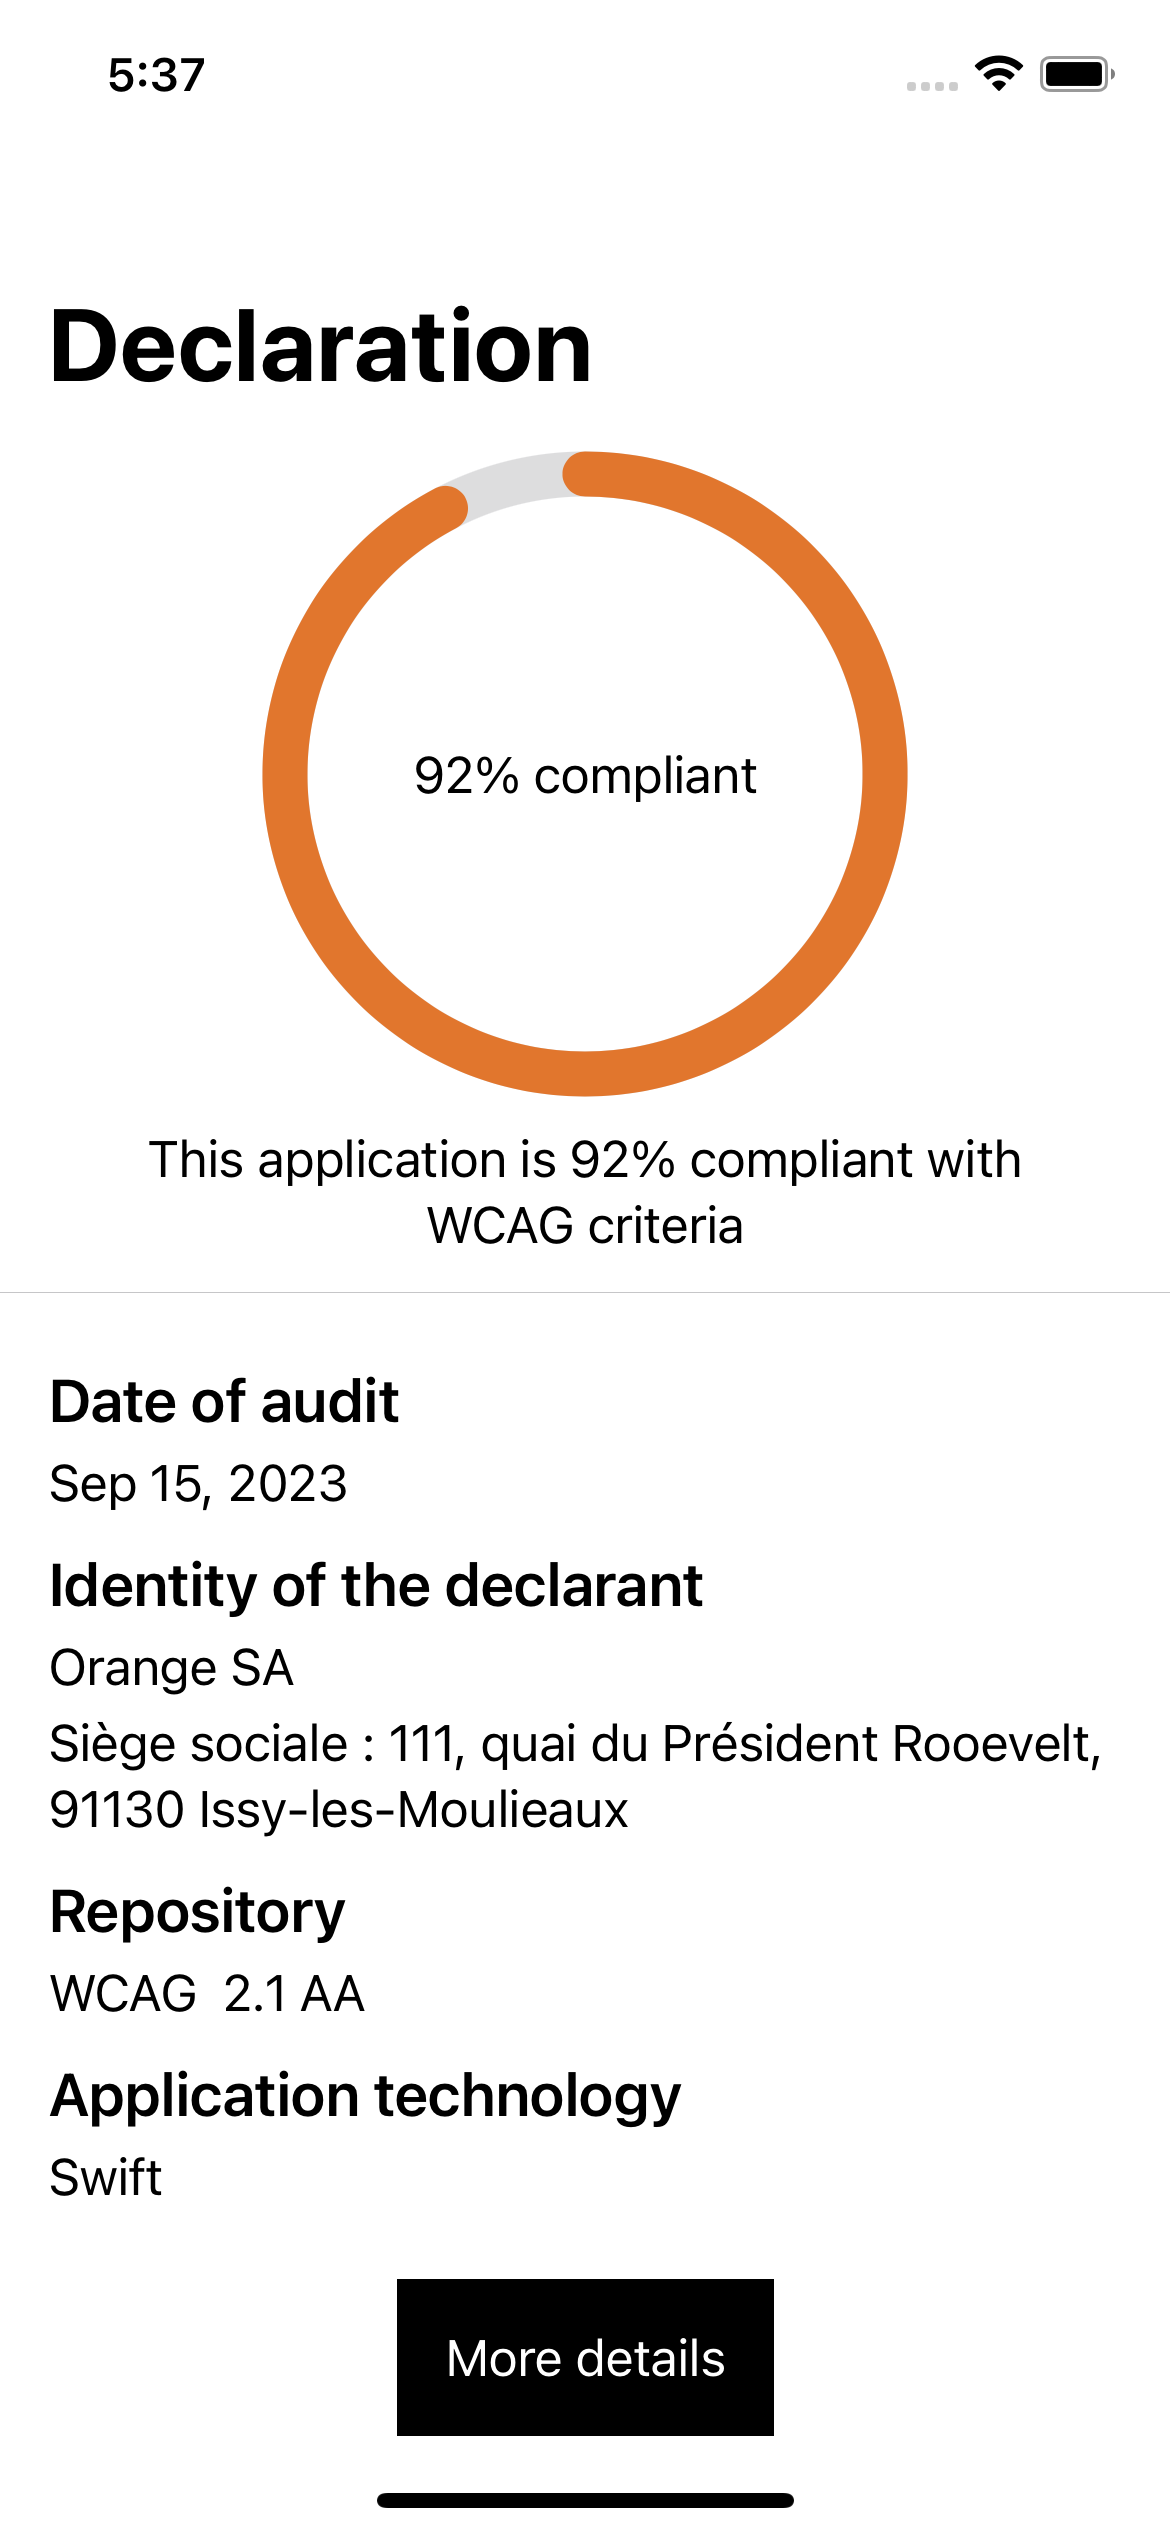 5:37
Declaration
92% compliant
This application is 92% compliant with
WCAG criteria
Date of audit
Sep 15, 2023
Identity of the declarant
Orange SA
Siège sociale : 111, quai du Président Rooevelt,
91130 Issy-les-Moulieaux
Repository
WCAG  2.1 AA
Application technology
Swift
More details